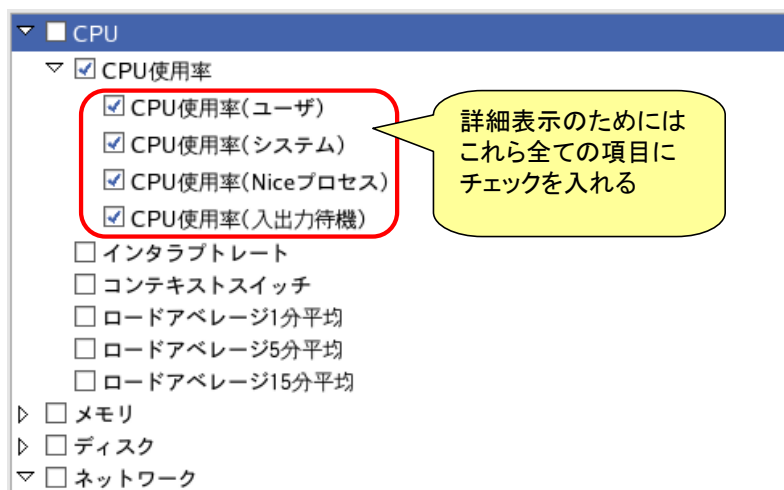 CPU
CPU使用率
CPU使用率(ユーザ)
CPU使用率(システム)
CPU使用率(Niceプロセス)
CPU使用率(入出力待機)
詳細表示のためには
これら全ての項目に
チェックを入れる
インタラプトレート
コンテキストスイッチ
ロードアベレージ1分平均
ロードアベレージ5分平均
ロードアベレージ15分平均
メモリ
ディスク
ネットワーク